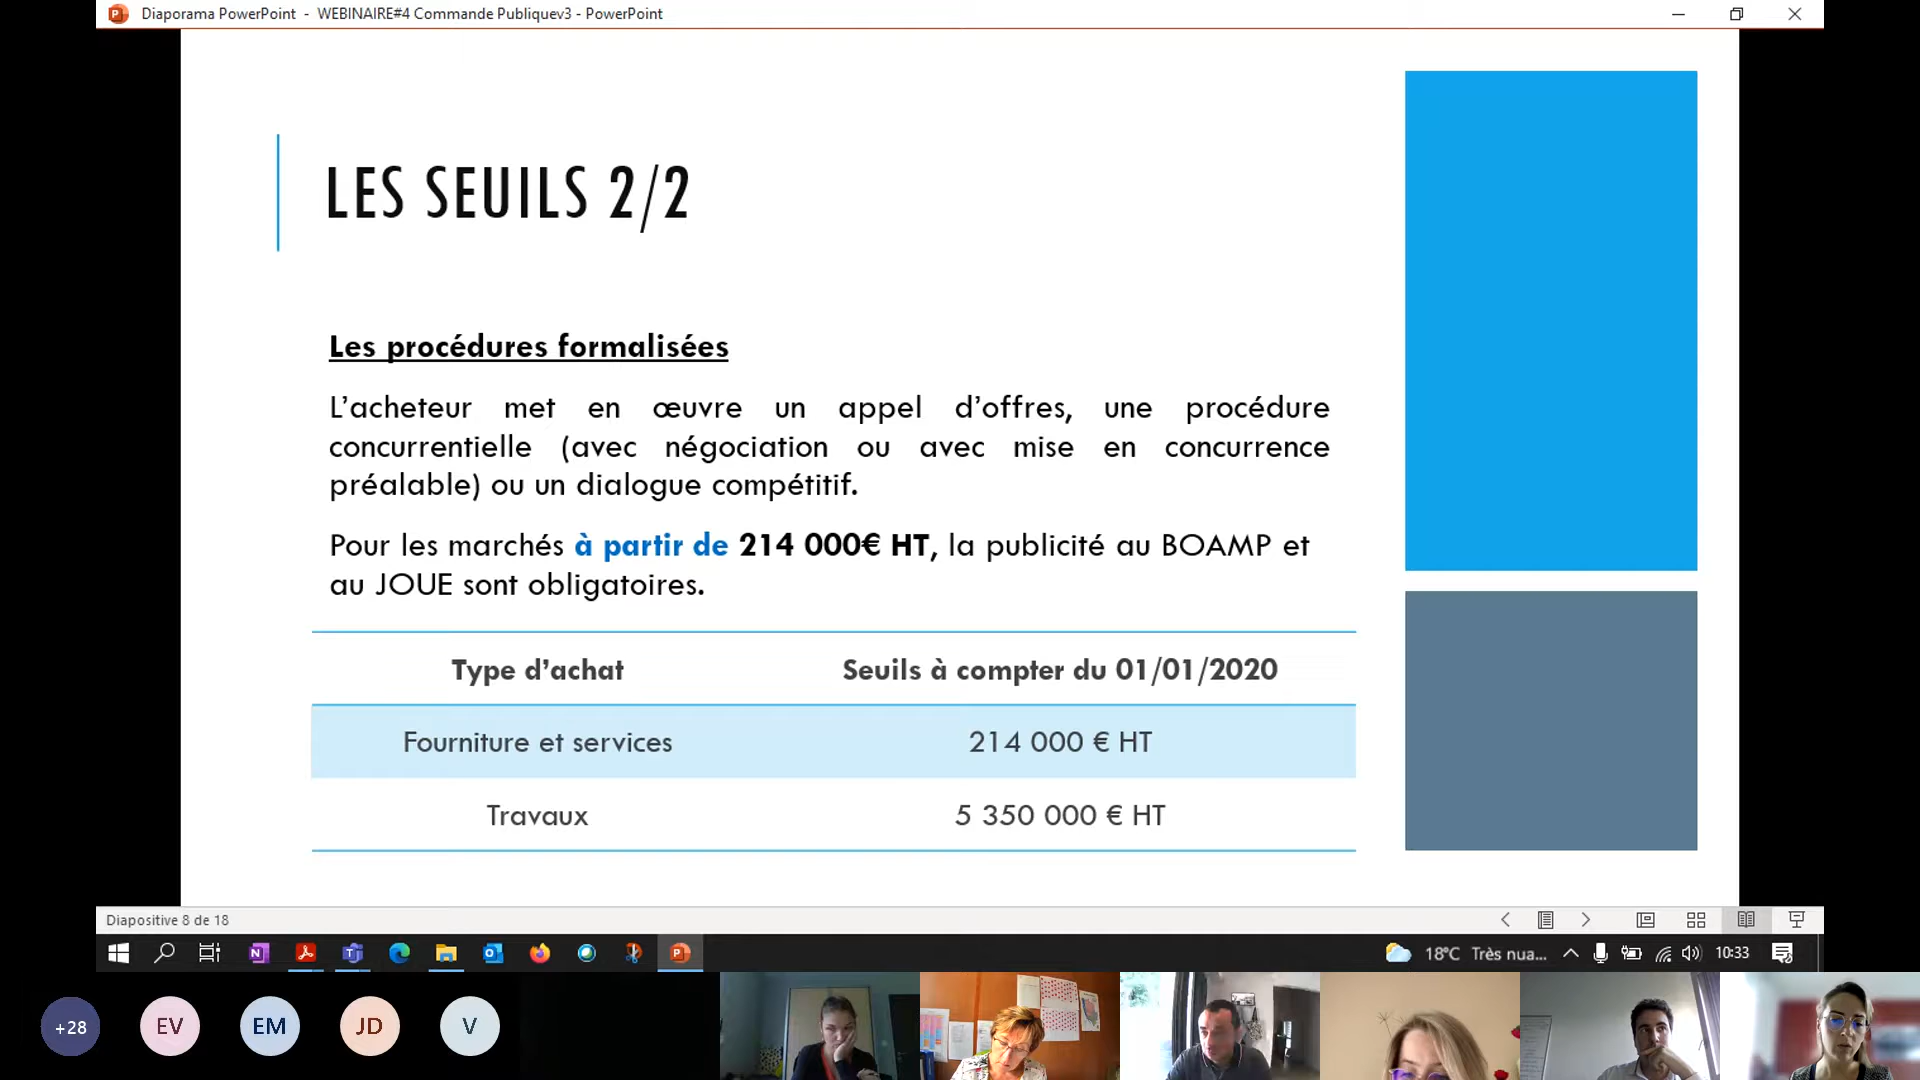 Diaporama PowerPoint - WEBINAIRE#4 Commande Publiquev3 - PowerPoint
LES SEUILS 2/2
Les procédures formalisées
L’acheteur met en œuvre un appel d’offres, une procédure
concurrentielle (avec négociation ou avec mise en concurrence
préalable) ou un dialogue compétitif.
Pour les marchés à partir de 214 000€ HT, la publicité au BOAMP et
au JOUE sont obligatoires.
Type d’achat Seuils à compter du 01/01/2020
Fourniture et services 214 000 € HT
Travaux 5 350 000 € HT
Diapositive 8 de 18
18°C Très nua... 10:33
+28 EV EM JD V